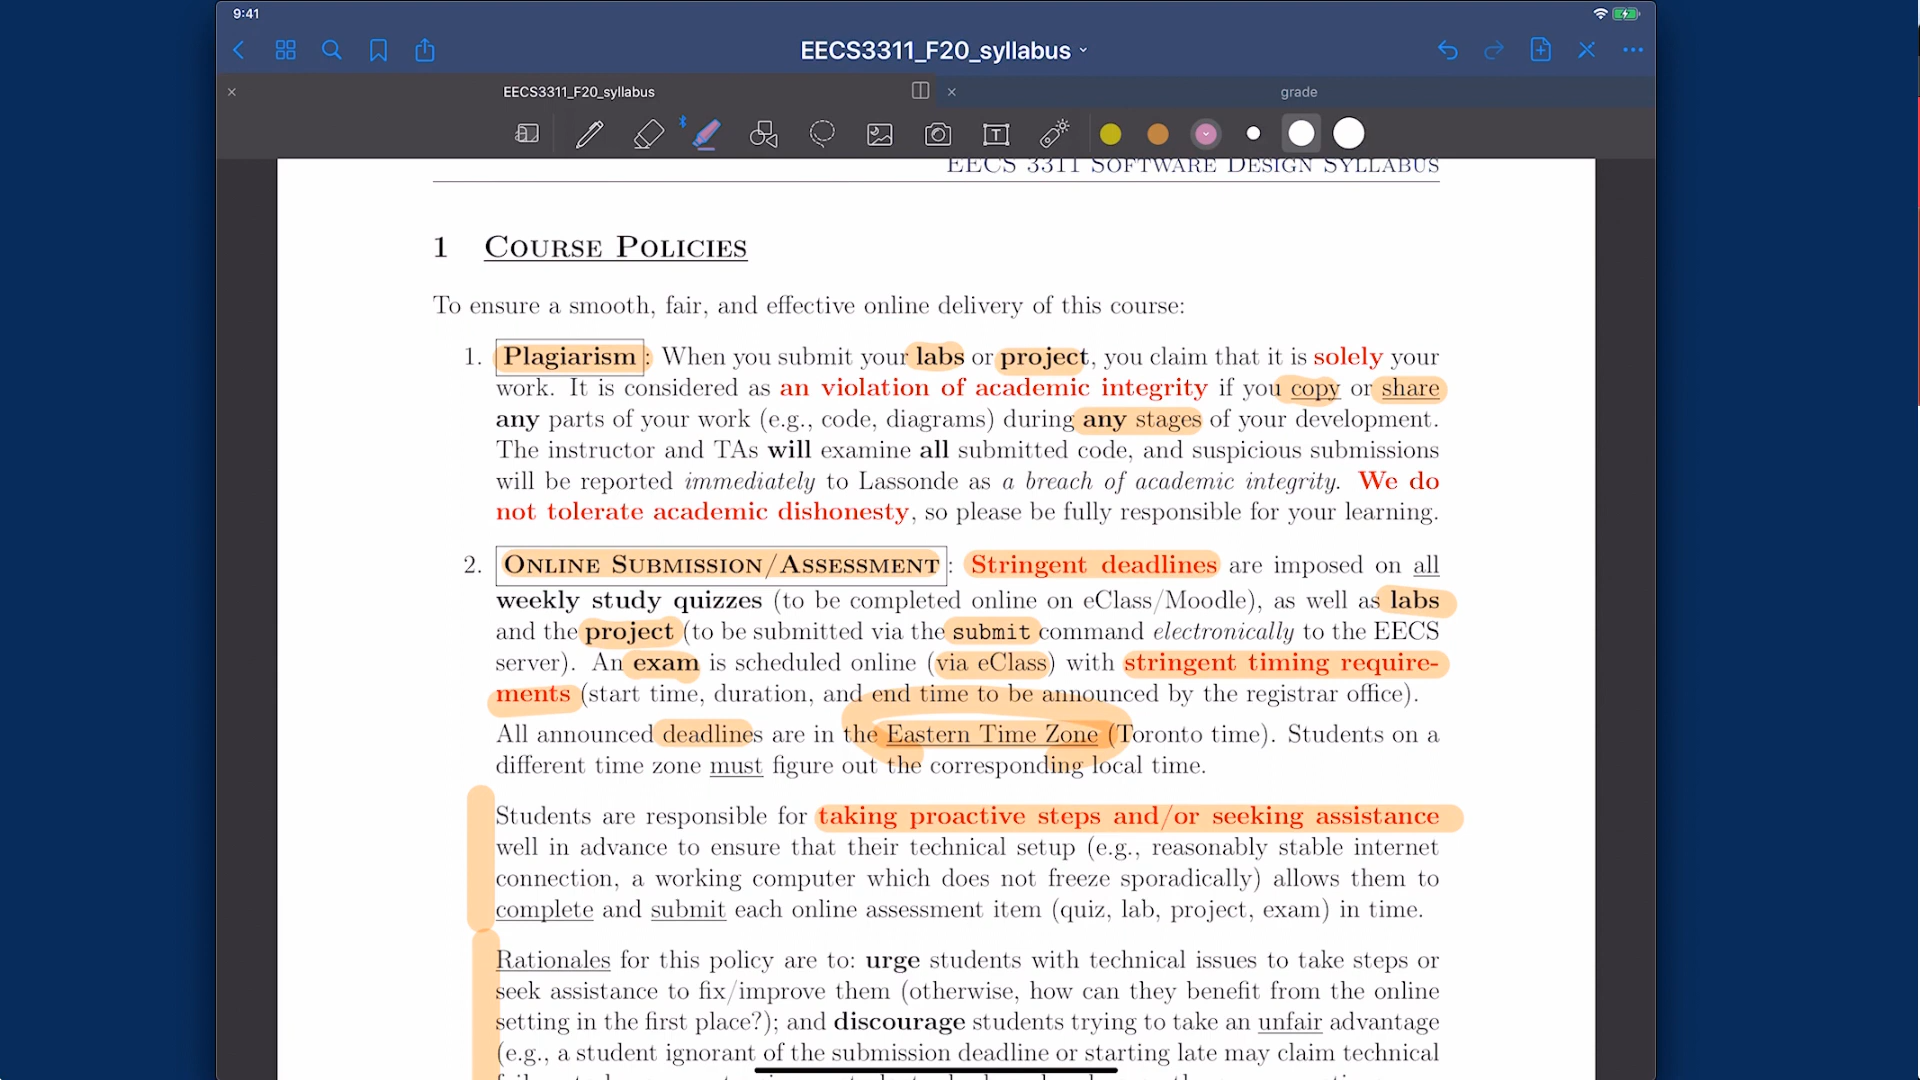 9:41
EECS3311_F20_syllabus
EECS3311_F20_syllabus
grade
EECS 3311 SOFTWARE DESIGN SYLLABUS
1 COURSE POLICIES
To ensure a smooth, fair, and effective online delivery of this course:
1. Plagiarism: When you submit your labs or project, you claim that it is solely your
work. It is considered as an violation of academic integrity if you copy or share
any parts of your work (e.g., code, diagrams) during any stages of your development.
The instructor and TAs will examine all submitted code, and suspicious submissions
will be reported immediately to Lassonde as a breach of academic integrity. We do
not tolerate academic dishonesty, so please be fully responsible for your learning.
2. ONLINE SUBMISSION/ASSESSMENT: Stringent deadlines are imposed on all
weekly study quizzes (to be completed online on eClass/Moodle), as well as labs
and the project (to be submitted via the submit command electronically to the EECS
server). An exam is scheduled online (via eClass) with stringent timing require-
ments (start time, duration, and end time to be announced by the registrar office).
All announced deadlines are in the Eastern Time Zone (Toronto time). Students on a
different time zone must figure out the corresponding local time.
Students are responsible for taking proactive steps and/or seeking assistance
well in advance to ensure that their technical setup (e.g., reasonably stable internet
connection, a working computer which does not freeze sporadically) allows them to
complete and submit each online assessment item (quiz, lab, project, exam) in time.
Rationales for this policy are to: urge students with technical issues to take steps or
seek assistance to fix/improve them (otherwise, how can they benefit from the online
setting in the first place?); and discourage students trying to take an unfair advantage
(e.g., a student ignorant of the submission deadline or starting late may claim technical